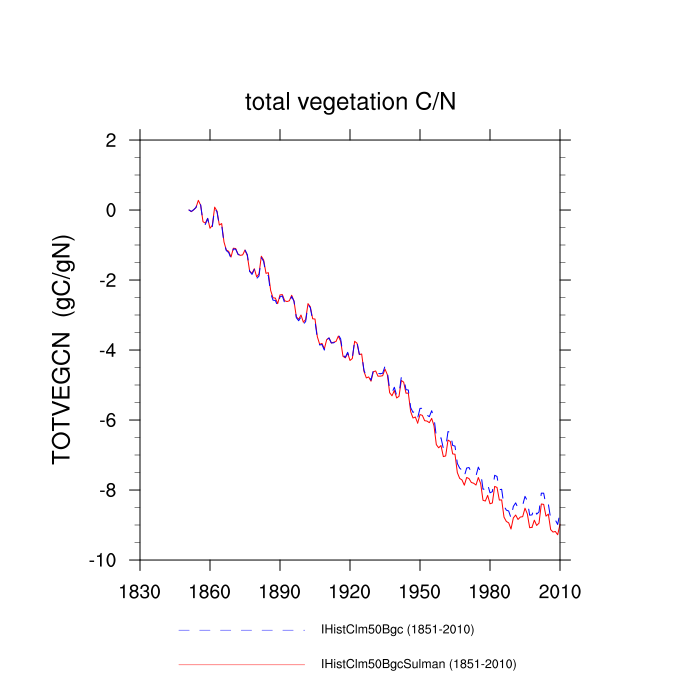 total vegetation C/N
TOTVEGCN (gC/gN)
2
0
-2
-4
-6
-8
-10
1830 1860 1890 1920 1950 1980 2010
IHistClm50Bgc (1851-2010)
IHistClm50BgcSulman (1851-2010)